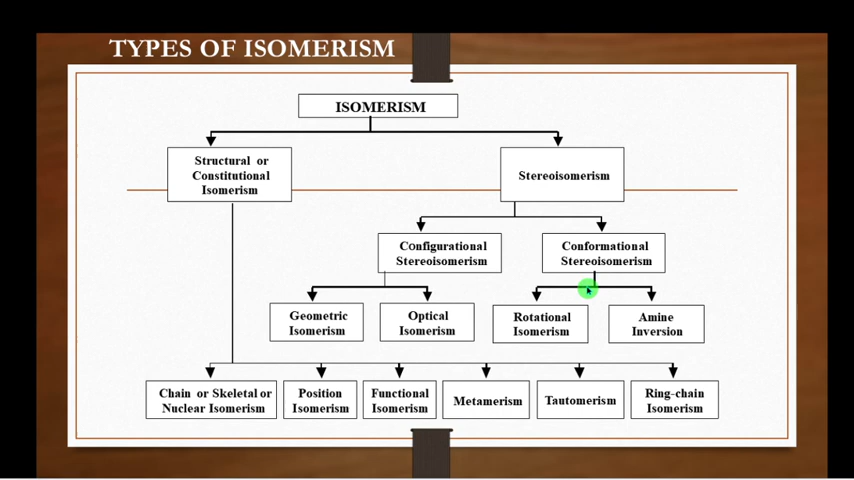 TYPES OF ISOMERISM
ISOMERISM
Structural or
Constitutional
Isomerism
Stereoisomerism
Configurational
Stereoisomerism
Conformational
Stereoisomerism
Geometric
Isomerism
Optical
Isomerism
Rotational
Isomerism
Amine
Inversion
Chain or Skeletal or
Nuclear Isomerism
Position
Isomerism
Functional
Isomerism
Metamerism
Tautomerism
Ring-chain
Isomerism